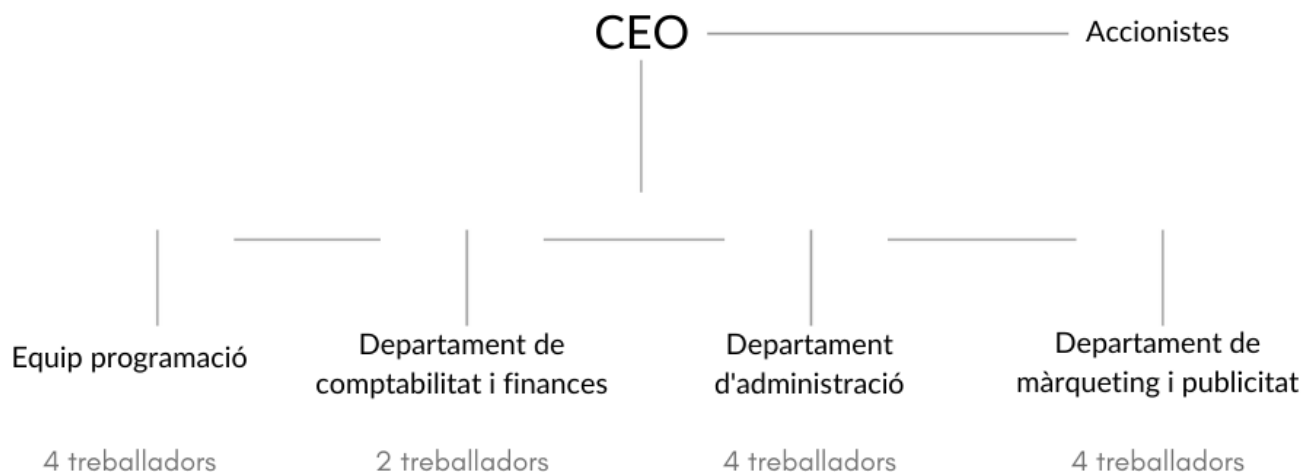 CEO
Accionistes
Equip programació
Departament de
comptabilitat i finances
Departament
d'administració
Departament de
màrqueting i publicitat
4 treballadors
2 treballadors
4 treballadors
4 treballadors